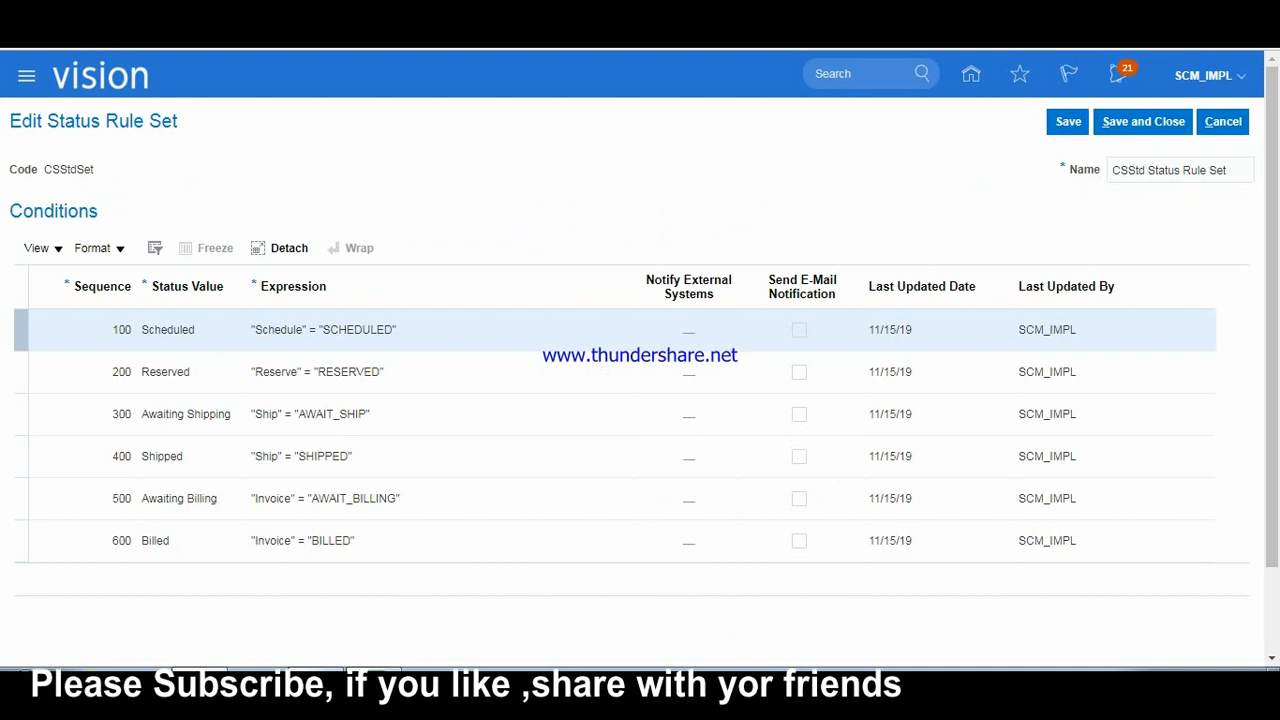 vision
Search
21
SCM_IMPL
Edit Status Rule Set
Save
Save and Close
Cancel
Code CSStdSet
* Name CSStd Status Rule Set
Conditions
View Format Freeze Detach Wrap
* Sequence * Status Value * Expression Notify External Systems Send E-Mail Notification Last Updated Date Last Updated By
100 Scheduled "Schedule" = "SCHEDULED" 11/15/19 SCM_IMPL
www.thundershare.net
200 Reserved "Reserve" = "RESERVED" 11/15/19 SCM_IMPL
300 Awaiting Shipping "Ship" = "AWAIT_SHIP" 11/15/19 SCM_IMPL
400 Shipped "Ship" = "SHIPPED" 11/15/19 SCM_IMPL
500 Awaiting Billing "Invoice" = "AWAIT_BILLING" 11/15/19 SCM_IMPL
600 Billed "Invoice" = "BILLED" 11/15/19 SCM_IMPL
Please Subscribe, if you like ,share with yor friends